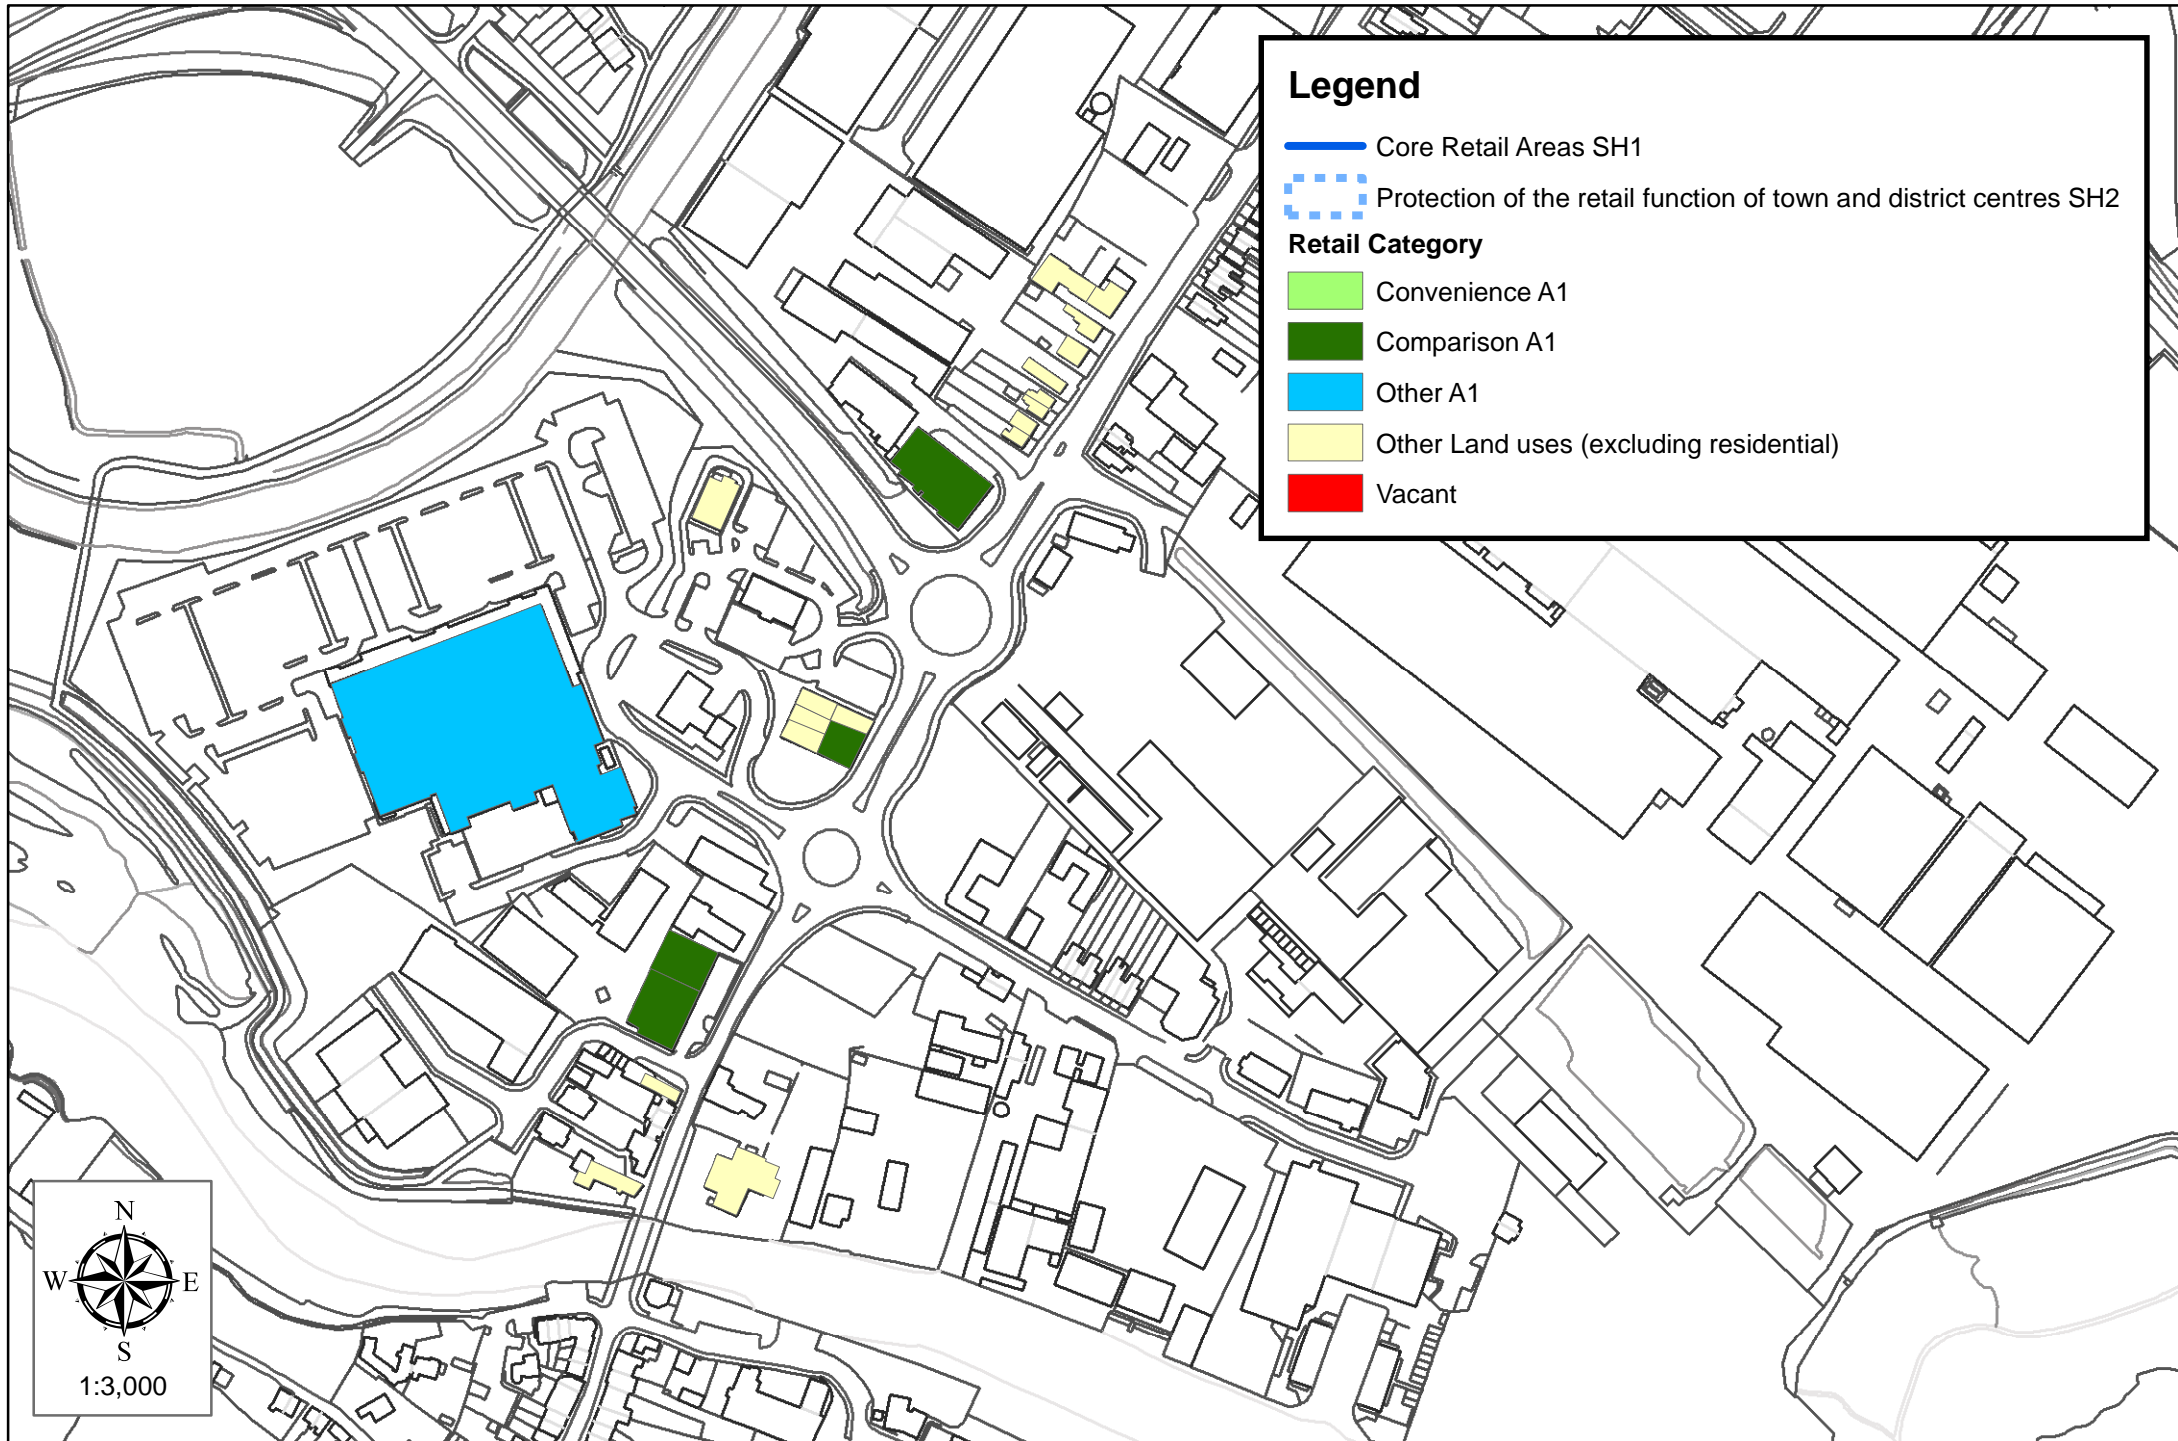 Legend
Core Retail Areas SH1
Protection of the retail function of town and district centres SH2
Retail Category
Convenience A1
Comparison A1
Other A1
Other Land uses (excluding residential)
Vacant
N
W E
S
1:3,000